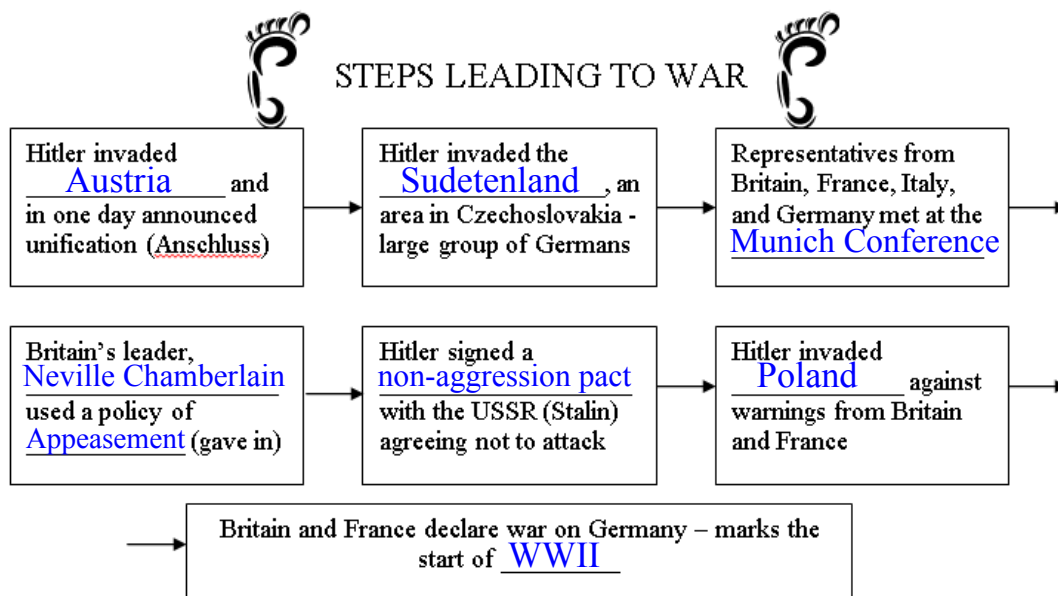 STEPS LEADING TO WAR
Hitler invaded
Austria and
in one day announced
unification (Anschluss)
Hitler invaded the
Sudetenland, an
area in Czechoslovakia -
large group of Germans
Representatives from
Britain, France, Italy,
and Germany met at the
Munich Conference
Britain's leader,
Neville Chamberlain
used a policy of
Appeasement (gave in)
Hitler signed a
non-aggression pact
with the USSR (Stalin)
agreeing not to attack
Hitler invaded
Poland against
warnings from Britain
and France
Britain and France declare war on Germany – marks the
start of WWII